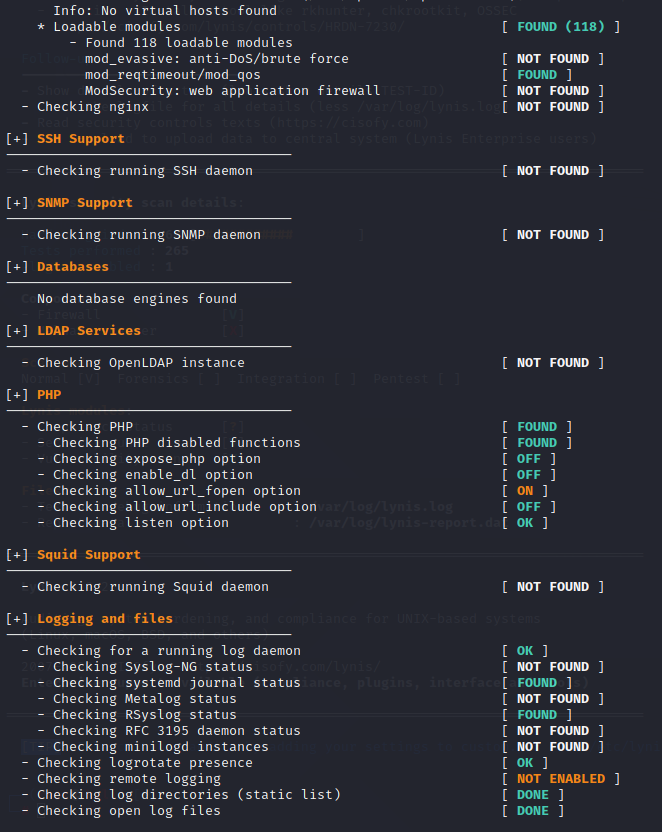 - Info: No virtual hosts found
* Loadable modules [ FOUND (118) ]
- Found 118 loadable modules
mod_evasive: anti-DoS/brute force [ NOT FOUND ]
mod_reqtimeout/mod_qos [ FOUND ]
ModSecurity: web application firewall [ NOT FOUND ]
- Checking nginx [ NOT FOUND ]
[+] SSH Support
- Checking running SSH daemon [ NOT FOUND ]
[+] SNMP Support
- Checking running SNMP daemon [ NOT FOUND ]
[+] Databases
No database engines found
[+] LDAP Services
- Checking OpenLDAP instance [ NOT FOUND ]
[+] PHP
- Checking PHP [ FOUND ]
- Checking PHP disabled functions [ FOUND ]
- Checking expose_php option [ OFF ]
- Checking enable_dl option [ OFF ]
- Checking allow_url_fopen option [ ON ]
- Checking allow_url_include option [ OFF ]
- Checking listen option [ OK ]
[+] Squid Support
- Checking running Squid daemon [ NOT FOUND ]
[+] Logging and files
- Checking for a running log daemon [ OK ]
- Checking Syslog-NG status [ NOT FOUND ]
- Checking systemd journal status [ FOUND ]
- Checking Metalog status [ NOT FOUND ]
- Checking RSyslog status [ FOUND ]
- Checking RFC 3195 daemon status [ NOT FOUND ]
- Checking minilogd instances [ NOT FOUND ]
- Checking logrotate presence [ OK ]
- Checking remote logging [ NOT ENABLED ]
- Checking log directories (static list) [ DONE ]
- Checking open log files [ DONE ]